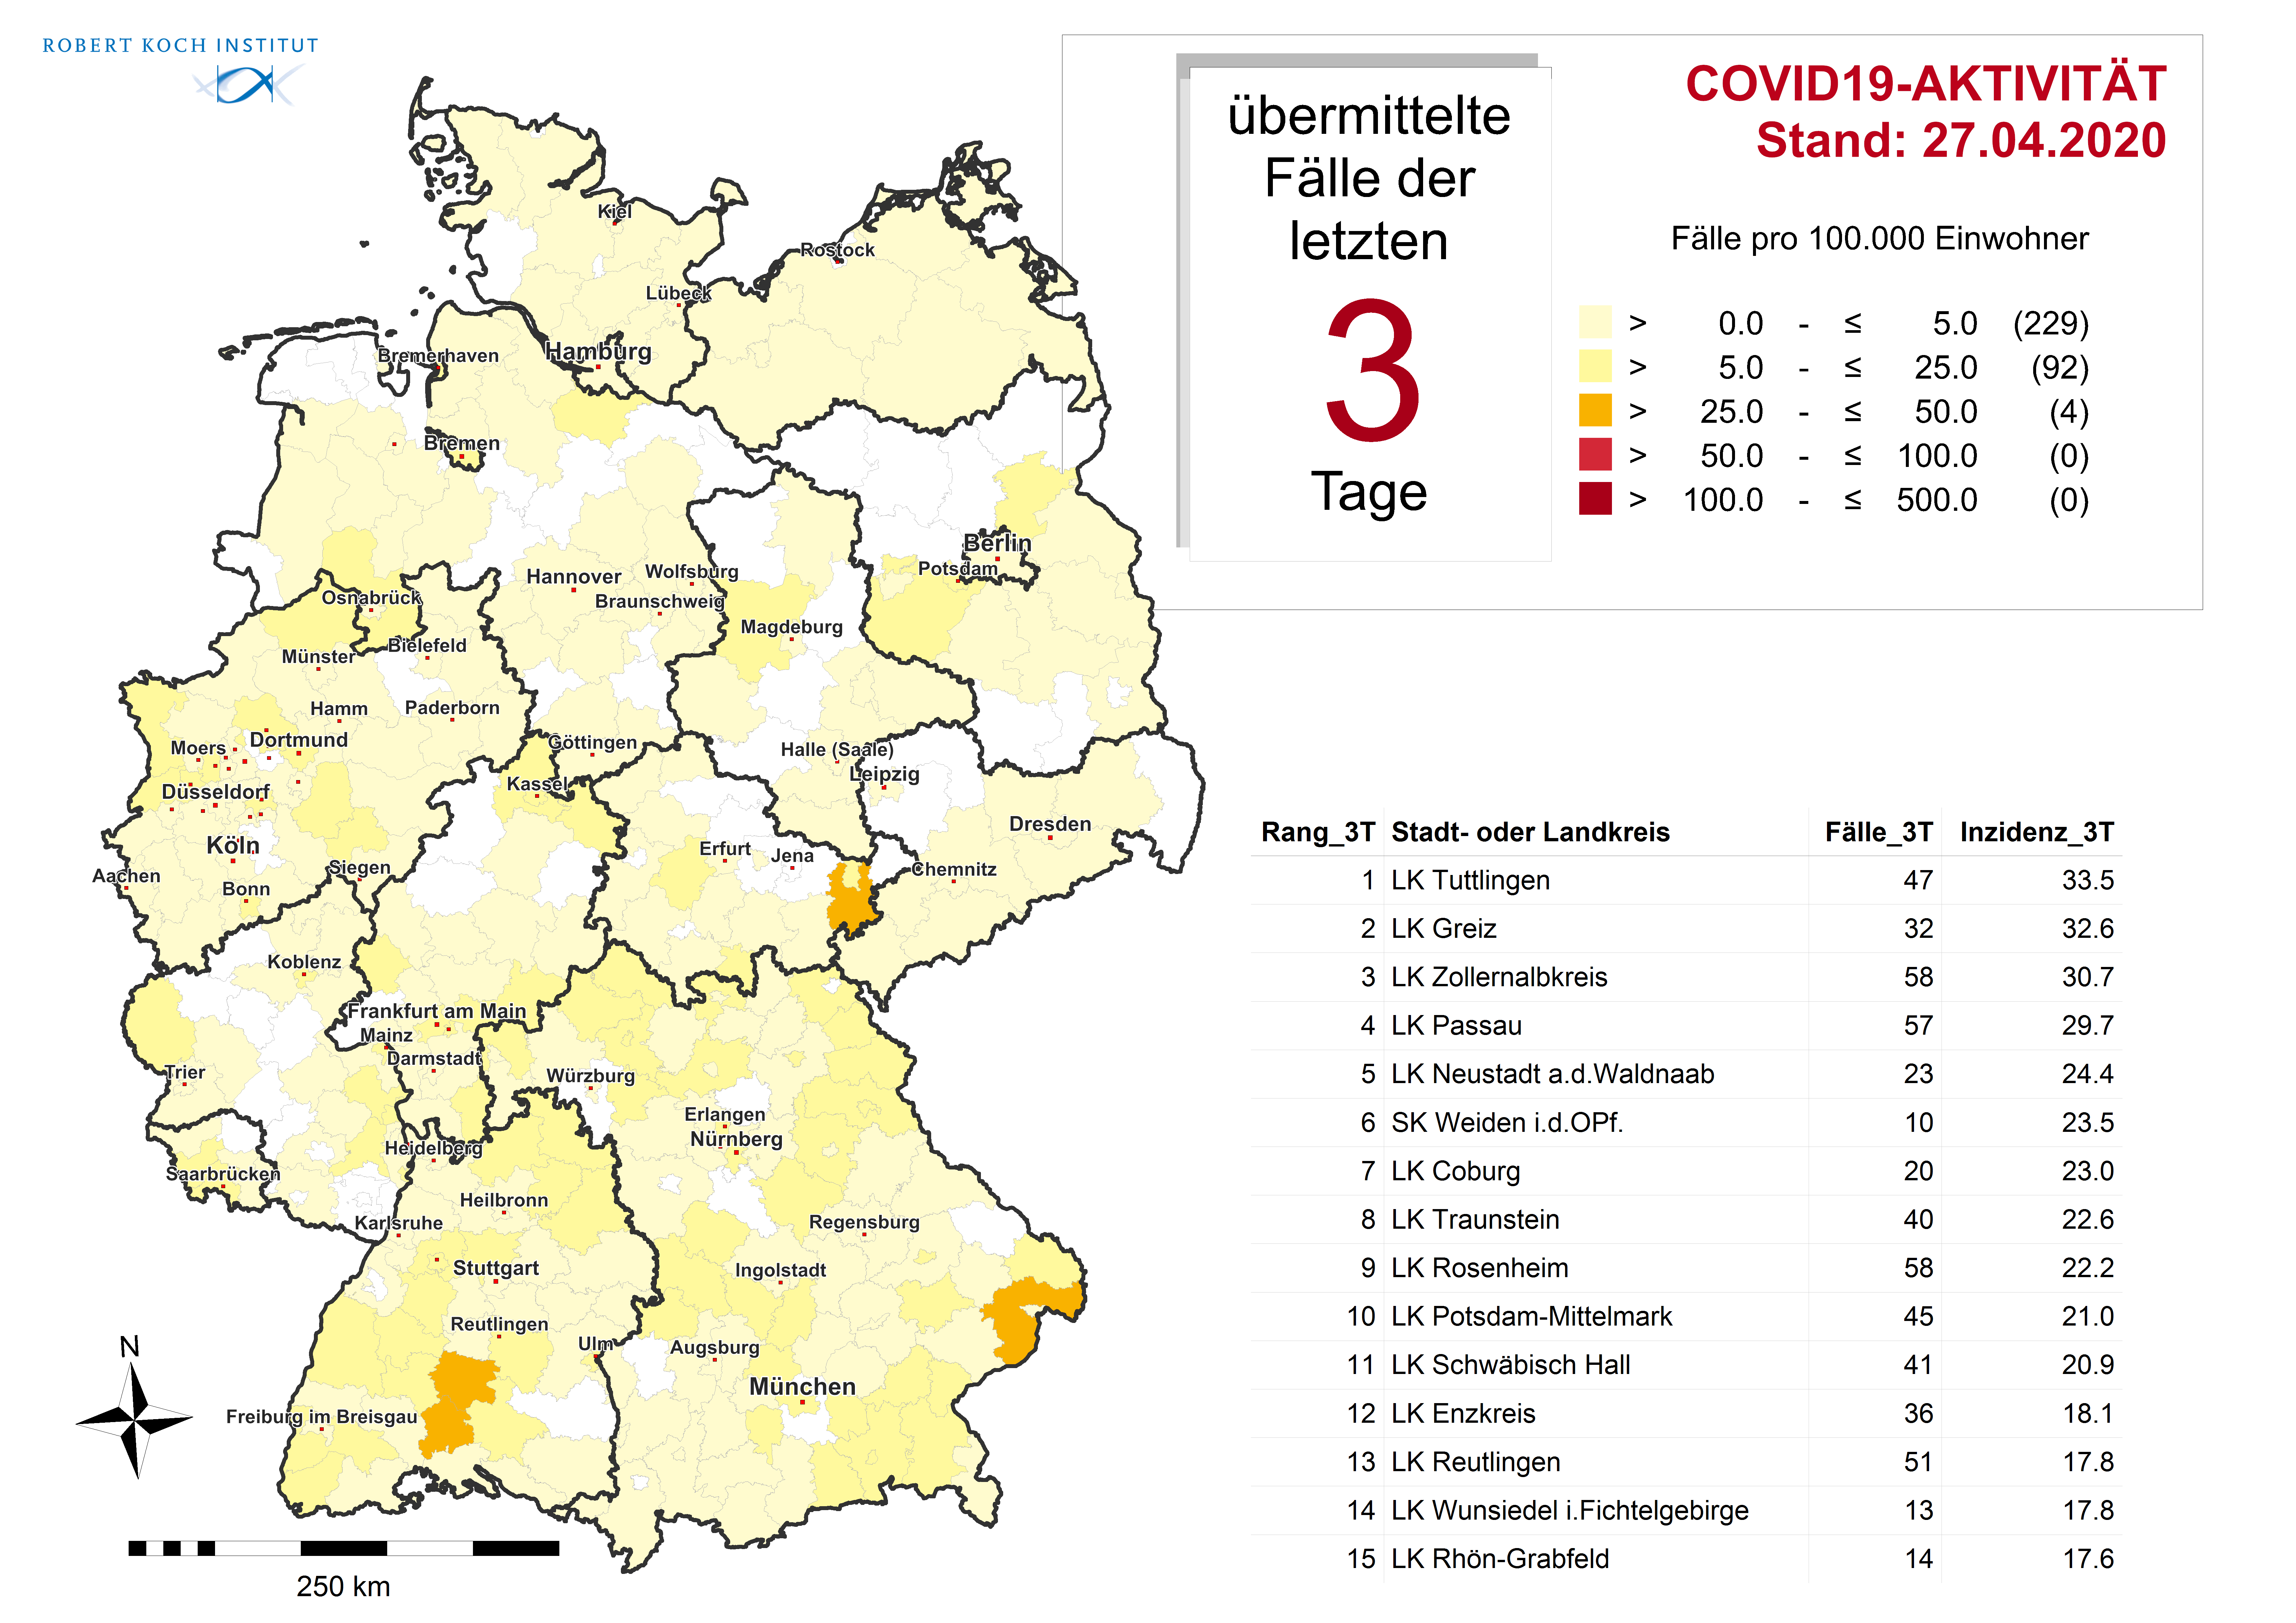 ROBERT KOCH INSTITUT
übermittelte
Fälle der
letzten
3
Tage
COVID19-AKTIVITÄT
Stand: 27.04.2020
Fälle pro 100.000 Einwohner
> 0.0 - ≤ 5.0 (229)
> 5.0 - ≤ 25.0 (92)
> 25.0 - ≤ 50.0 (4)
> 50.0 - ≤ 100.0 (0)
> 100.0 - ≤ 500.0 (0)
Kiel
Rostock
Lübeck
Hamburg
Bremerhaven
Bremen
Berlin
Potsdam
Hannover
Wolfsburg
Braunschweig
Osnabrück
Magdeburg
Bielefeld
Münster
Hamm
Paderborn
Moers
Dortmund
Göttingen
Halle (Saale)
Leipzig
Kassel
Düsseldorf
Dresden
Köln
Erfurt
Jena
Siegen
Chemnitz
Aachen
Bonn
Koblenz
Frankfurt am Main
Mainz
Darmstadt
Trier
Würzburg
Erlangen
Nürnberg
Heidelberg
Saarbrücken
Heilbronn
Karlsruhe
Regensburg
Stuttgart
Ingolstadt
Reutlingen
Ulm
Augsburg
München
Freiburg im Breisgau
N
250 km
Rang_3T Stadt- oder Landkreis Fälle_3T Inzidenz_3T
1 LK Tuttlingen 47 33.5
2 LK Greiz 32 32.6
3 LK Zollernalbkreis 58 30.7
4 LK Passau 57 29.7
5 LK Neustadt a.d.Waldnaab 23 24.4
6 SK Weiden i.d.OPf. 10 23.5
7 LK Coburg 20 23.0
8 LK Traunstein 40 22.6
9 LK Rosenheim 58 22.2
10 LK Potsdam-Mittelmark 45 21.0
11 LK Schwäbisch Hall 41 20.9
12 LK Enzkreis 36 18.1
13 LK Reutlingen 51 17.8
14 LK Wunsiedel i.Fichtelgebirge 13 17.8
15 LK Rhön-Grabfeld 14 17.6